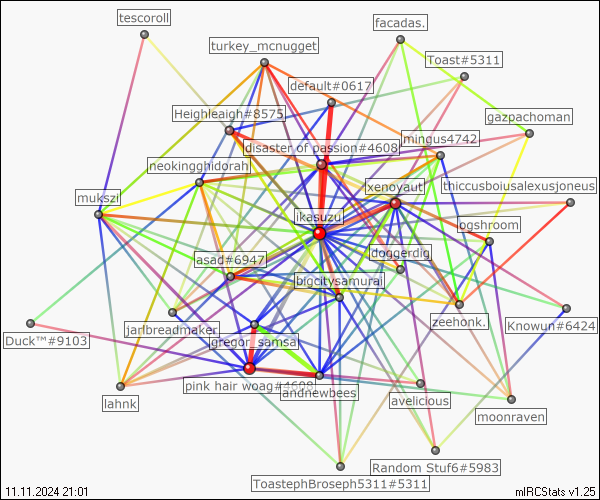 tescoroll
facadas.
turkey_mcnugget
Toast#5311
default#0617
Heighleaigh#8575
gazpachoman
mingus4742
disaster of passion#4608
neokingghidorah
xenoyaut
thiccusboiusalexusjoneus
mukszi
ikasuzu
bgshroom
asad#6947
doggerdig
bigcitysamurai
jarlbreadmaker
zeehonk.
Knowun#6424
Duck™#9103
gregor_samsa
pink hair woag#4608
andnewbees
lahnk
avelicious
moonraven
Random Stuf6#5983
ToastephBroseph5311#5311
11.11.2024 21:01
mIRCStats v1.25